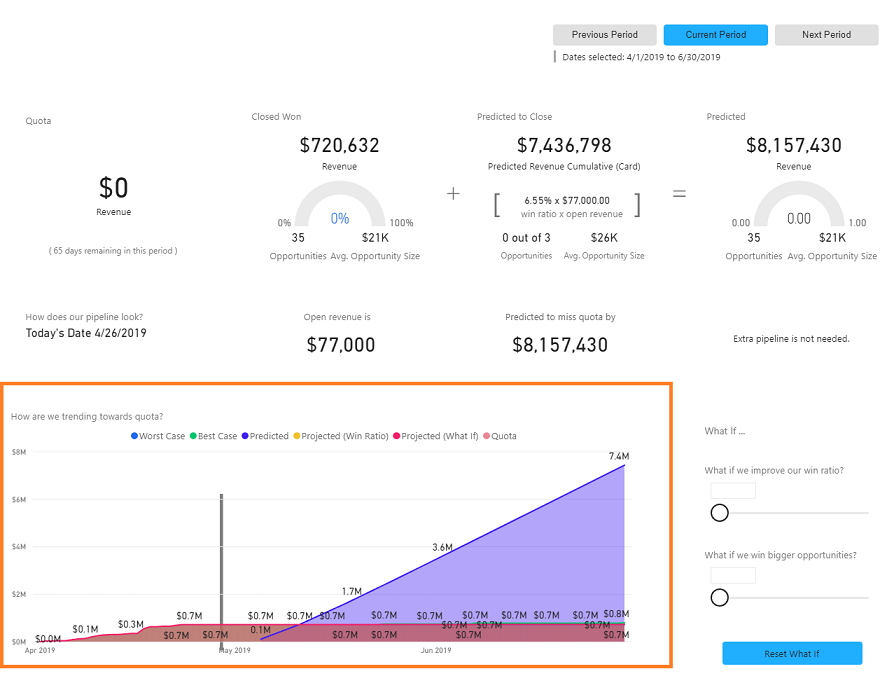 Previous Period
Current Period
Next Period
Dates selected: 4/1/2019 to 6/30/2019
Quota
$0
Revenue
( 65 days remaining in this period )
Closed Won
$720,632
Revenue
0%
0%
100%
35
$21K
Opportunities
Avg. Opportunity Size
+
Predicted to Close
$7,436,798
Predicted Revenue Cumulative (Card)
[ 6.55% x $77,000.00 ]
win ratio x open revenue
0 out of 3
$26K
Opportunities
Avg. Opportunity Size
=
Predicted
$8,157,430
Revenue
0.00
0.00
1.00
35
$21K
Opportunities
Avg. Opportunity Size
How does our pipeline look?
Today's Date 4/26/2019
Open revenue is
$77,000
Predicted to miss quota by
$8,157,430
Extra pipeline is not needed.
How are we trending towards quota?
Worst Case
Best Case
Predicted
Projected (Win Ratio)
Projected (What If)
Quota
$8M
$6M
$4M
$2M
$0M
7.4M
3.6M
1.7M
0.1M
$0.0M
$0.1M
$0.3M
$0.7M
$0.7M
$0.7M
$0.7M
$0.7M
$0.7M
$0.7M
$0.7M
$0.7M
$0.7M
$0.7M
$0.8M
$0.7M
$0.7M
$0.7M
$0.7M
$0.7M
$0.7M
$0.7M
$0.7M
$0.7M
Apr 2019
May 2019
Jun 2019
What If ...
What if we improve our win ratio?
What if we win bigger opportunities?
Reset What If